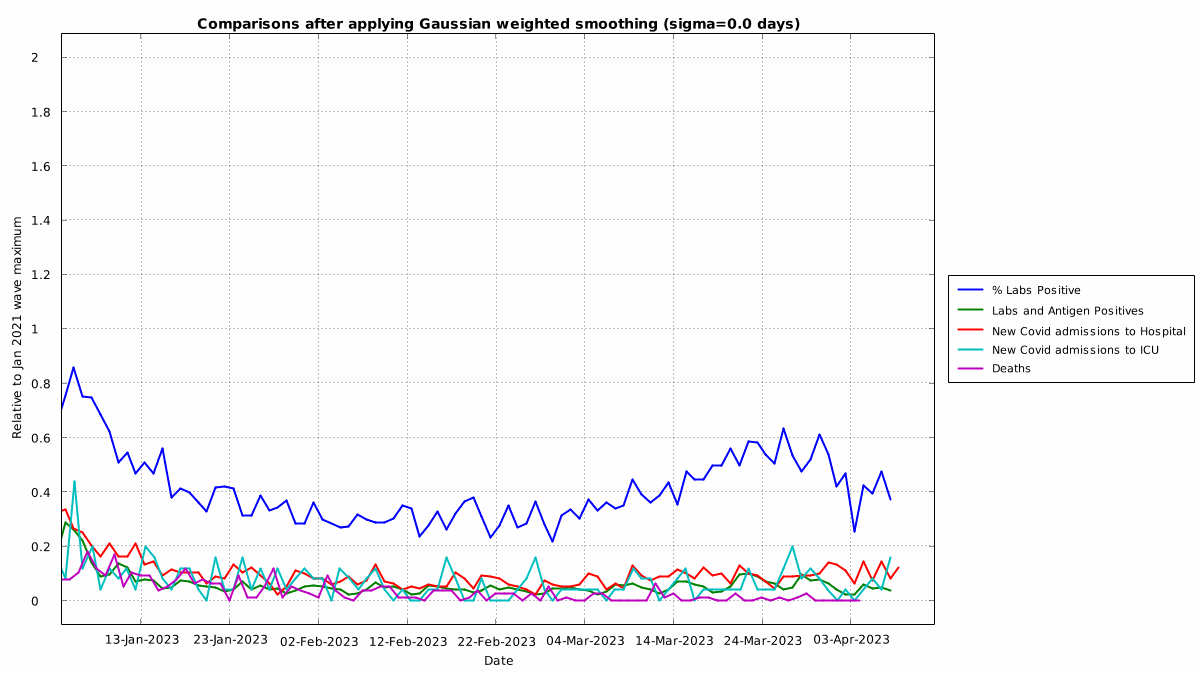 Comparisons after applying Gaussian weighted smoothing (sigma=0.0 days)
2
1.8
1.6
1.4
1.2
1
0.8
0.6
0.4
0.2
0
Relative to Jan 2021 wave maximum
13-Jan-2023 23-Jan-2023 02-Feb-2023 12-Feb-2023 22-Feb-2023 04-Mar-2023 14-Mar-2023 24-Mar-2023 03-Apr-2023
Date
% Labs Positive
Labs and Antigen Positives
New Covid admissions to Hospital
New Covid admissions to ICU
Deaths